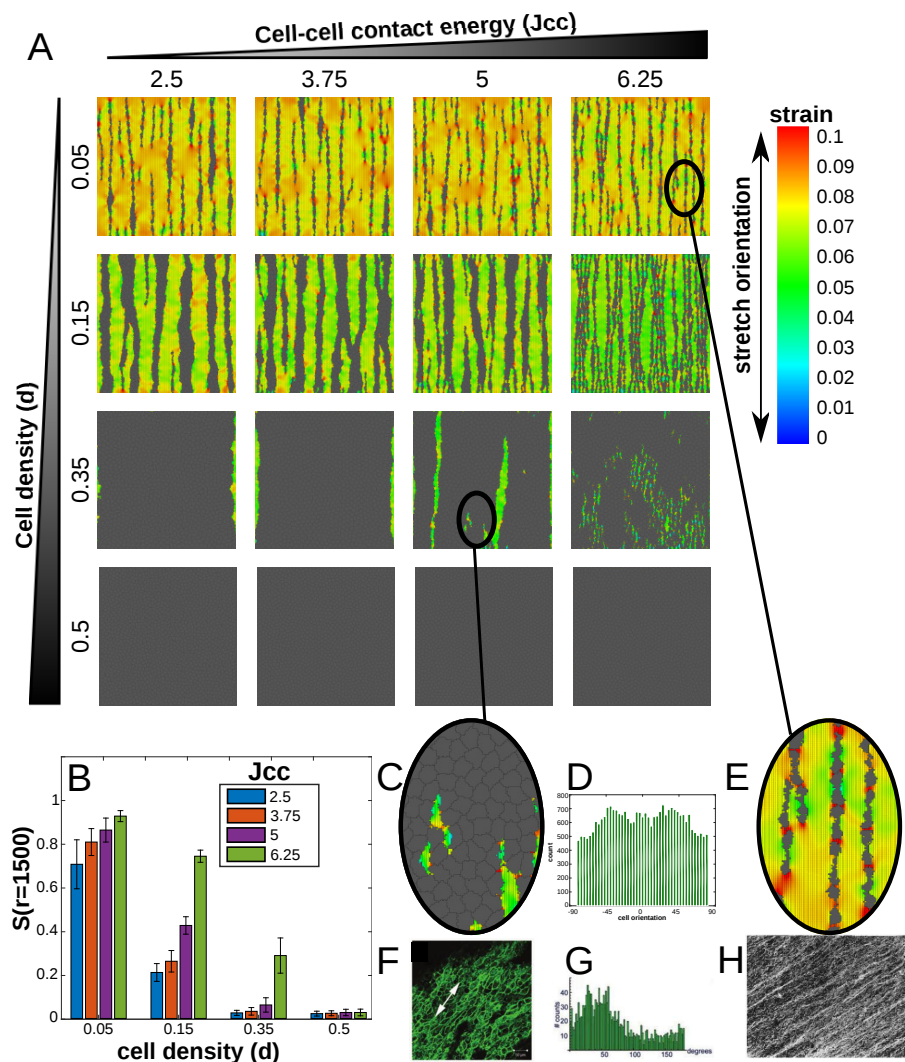 Cell-cell contact energy (Jcc)
A
2.5 3.75 5 6.25
strain
0.05
0.15
0.35
0.5
Cell density (d)
stretch orientation
0.1
0.09
0.08
0.07
0.06
0.05
0.04
0.03
0.02
0.01
0
B
Jcc
2.5
3.75
5
6.25
S(r=1500)
1
0.8
0.6
0.4
0.2
0
0.05 0.15 0.35 0.5
cell density (d)
C
D
count
800
700
600
500
400
300
200
100
0
-90 -45 0 45 90
cell orientation
E
F
G
# counts
40
30
20
10
50 100 150 degrees
H